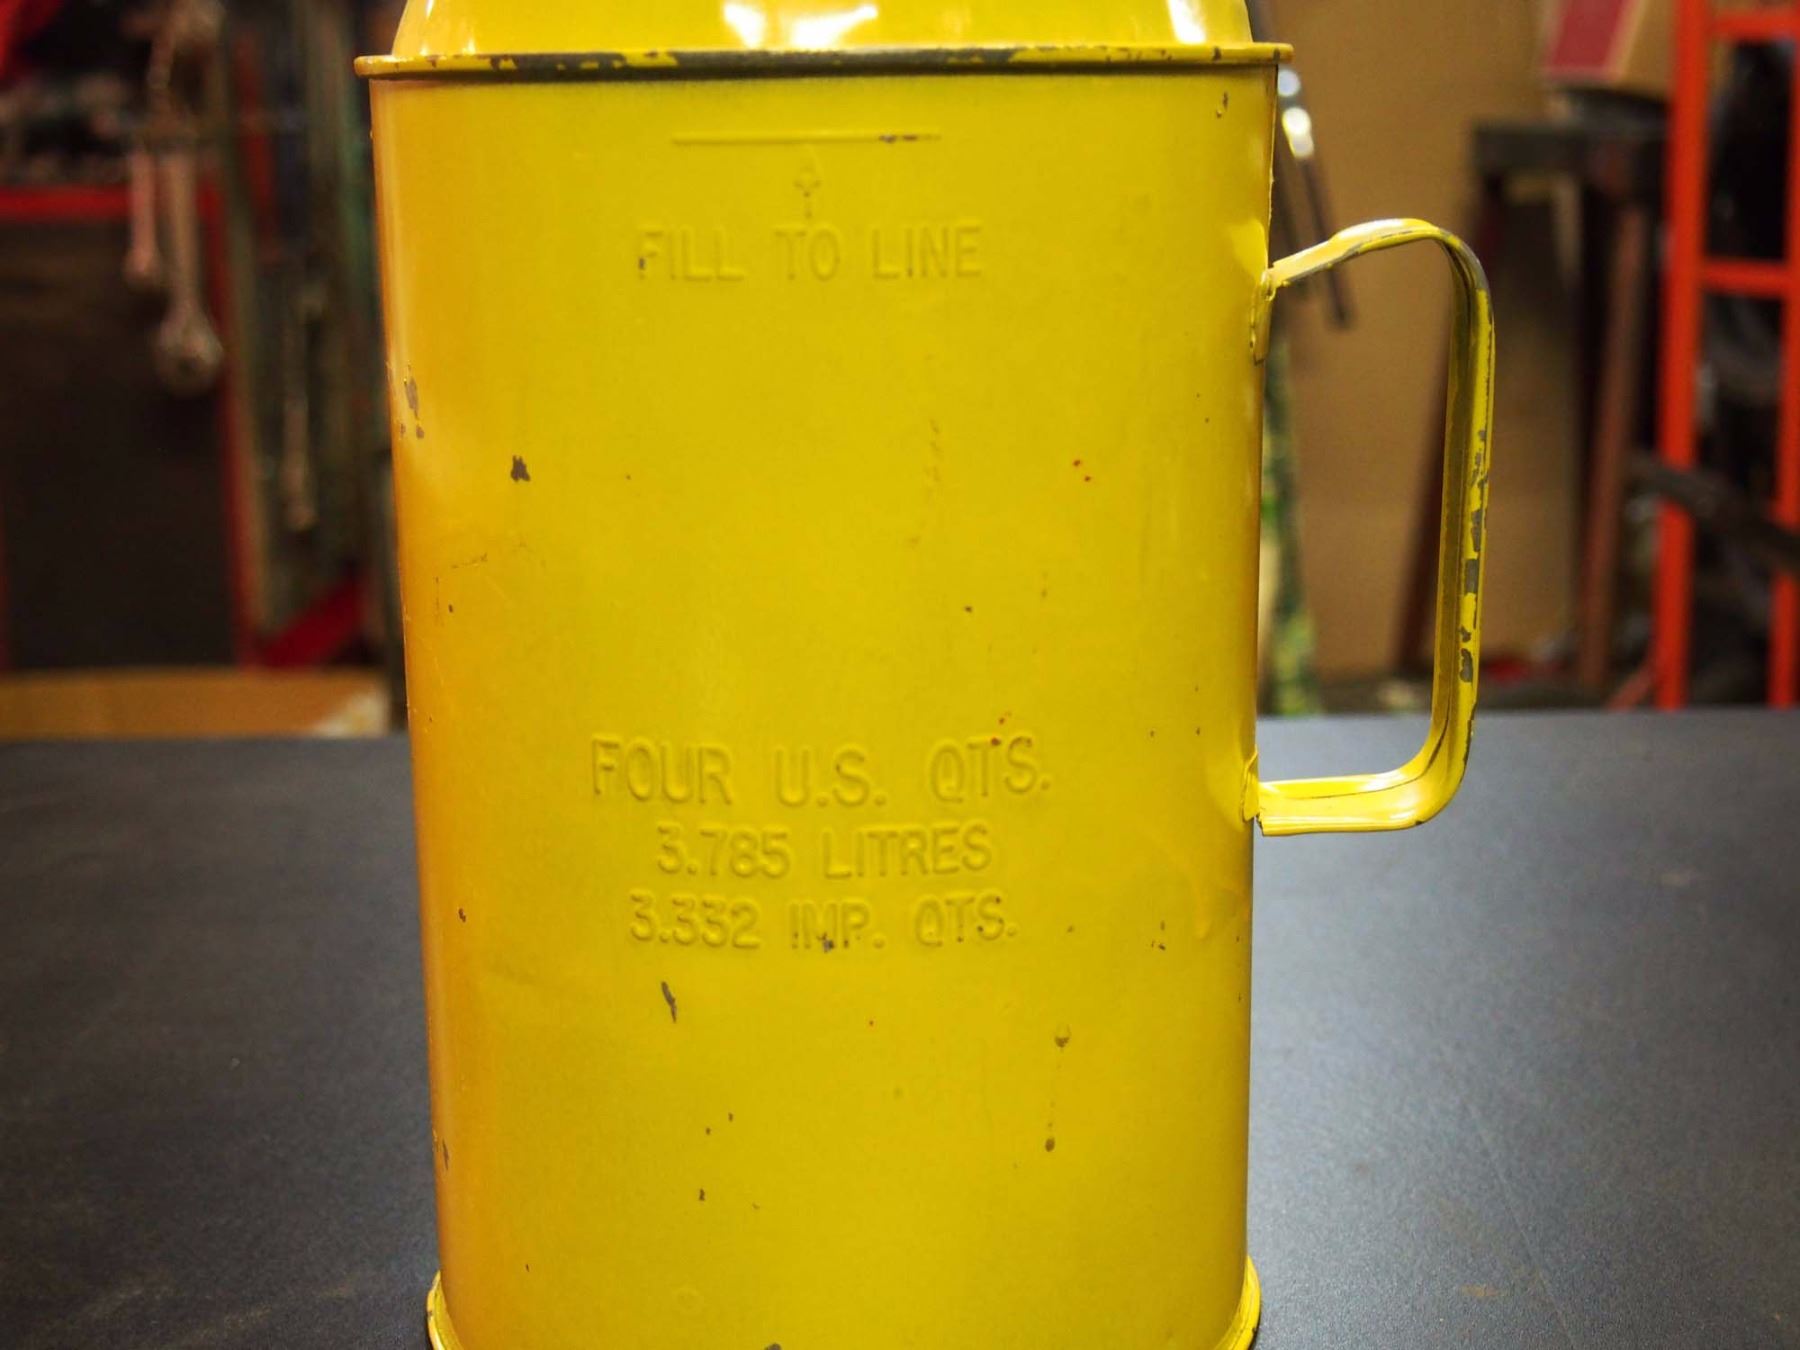 FILL TO LINE
FOUR U.S. QTS.
3.785 LITRES
3.332 IMP. QTS.